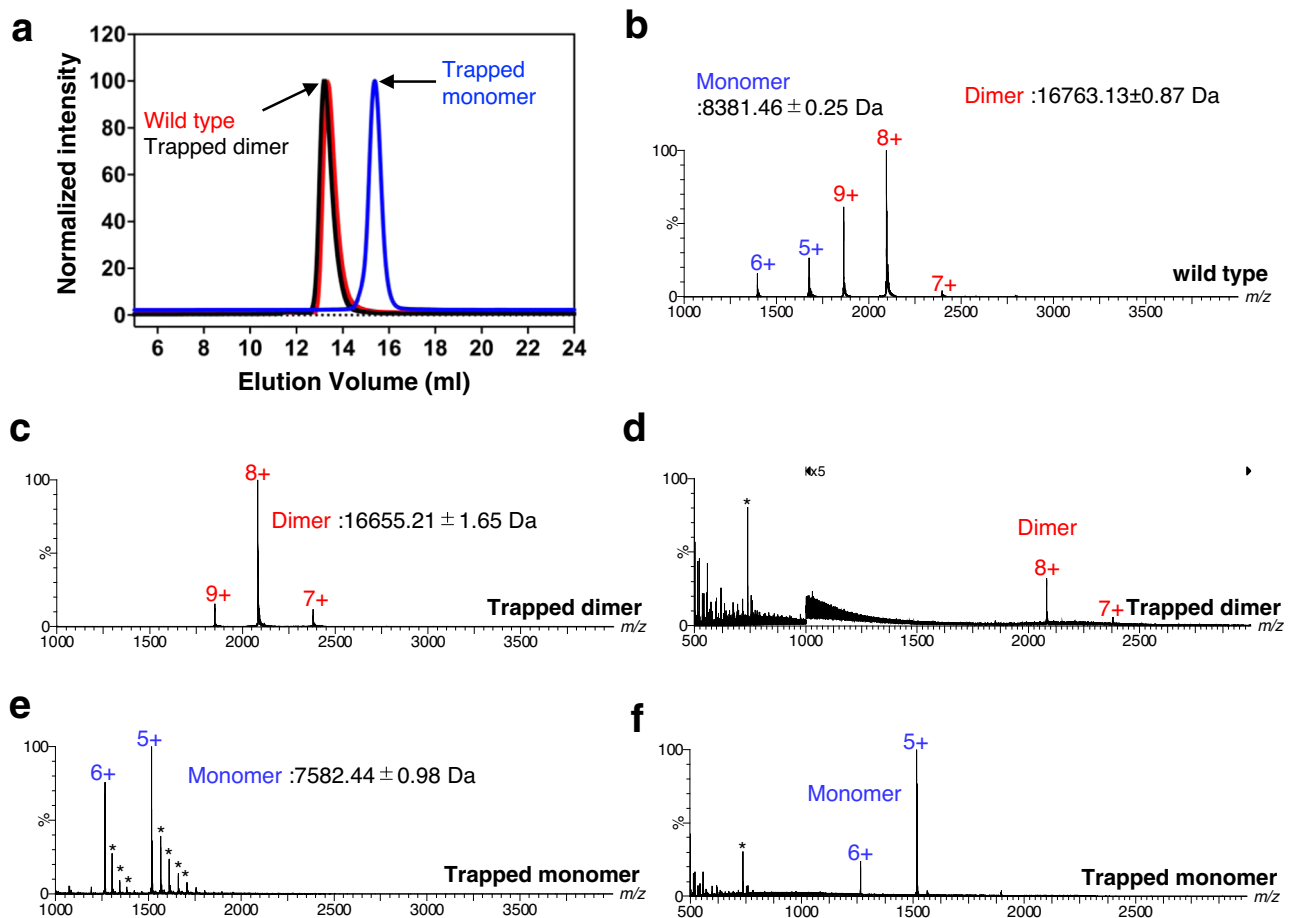 a
120
100
80
60
40
20
0
Normalized intensity
Wild type
Trapped dimer
Trapped
monomer
6 8 10 12 14 16 18 20 22 24
Elution Volume (ml)
b
Monomer
:8381.46 ± 0.25 Da
Dimer :16763.13±0.87 Da
100
%
0
6+
5+
9+
8+
7+
wild type
m/z
1000 1500 2000 2500 3000 3500
c
100
%
0
9+
8+
7+
Dimer :16655.21 ± 1.65 Da
Trapped dimer
m/z
1000 1500 2000 2500 3000 3500
d
x5
100
%
0
*
Dimer
8+
7+
Trapped dimer
m/z
500 1000 1500 2000 2500
e
100
%
0
6+
5+
* * * * * * * *
Monomer :7582.44 ± 0.98 Da
Trapped monomer
m/z
1000 1500 2000 2500 3000 3500
f
100
%
0
*
Monomer
6+
5+
Trapped monomer
m/z
500 1000 1500 2000 2500